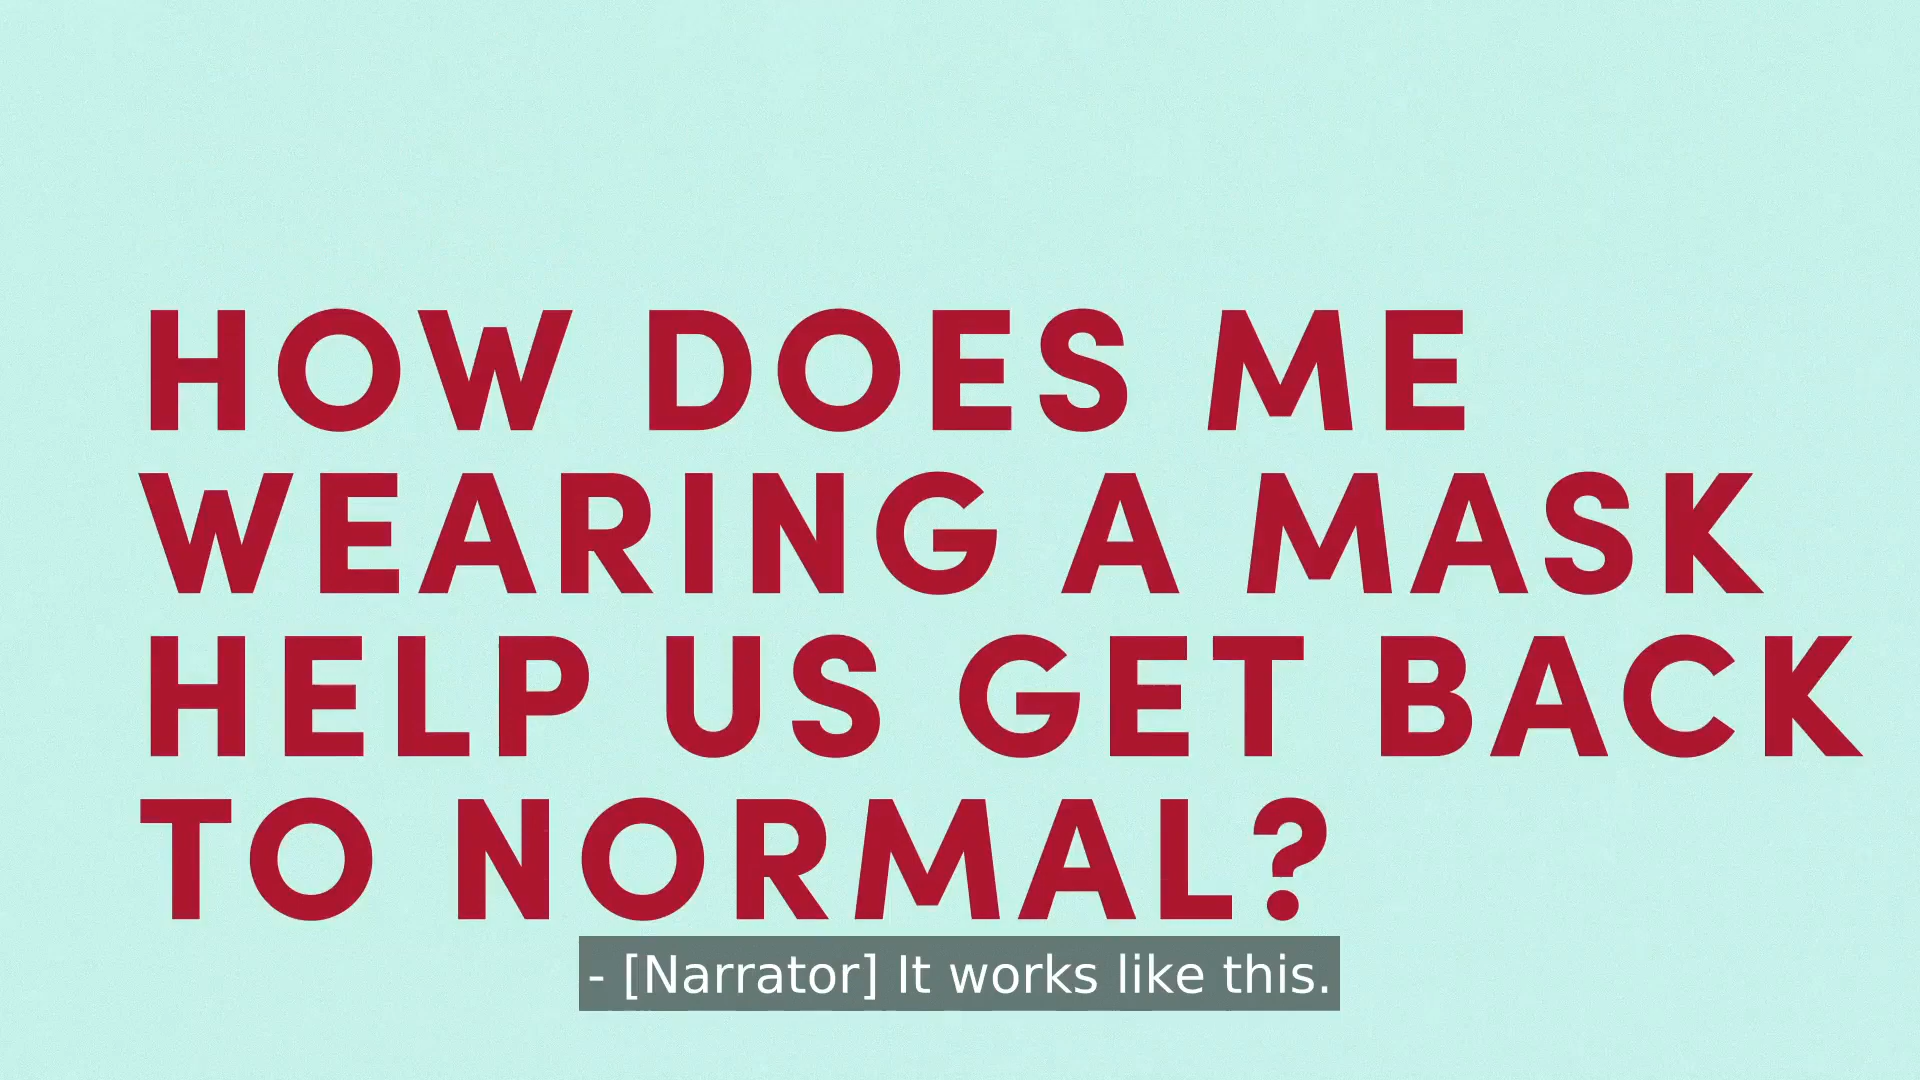 HOW DOES ME
WEARING A MASK
HELP US GET BACK
TO NORMAL?
- [Narrator] It works like this.